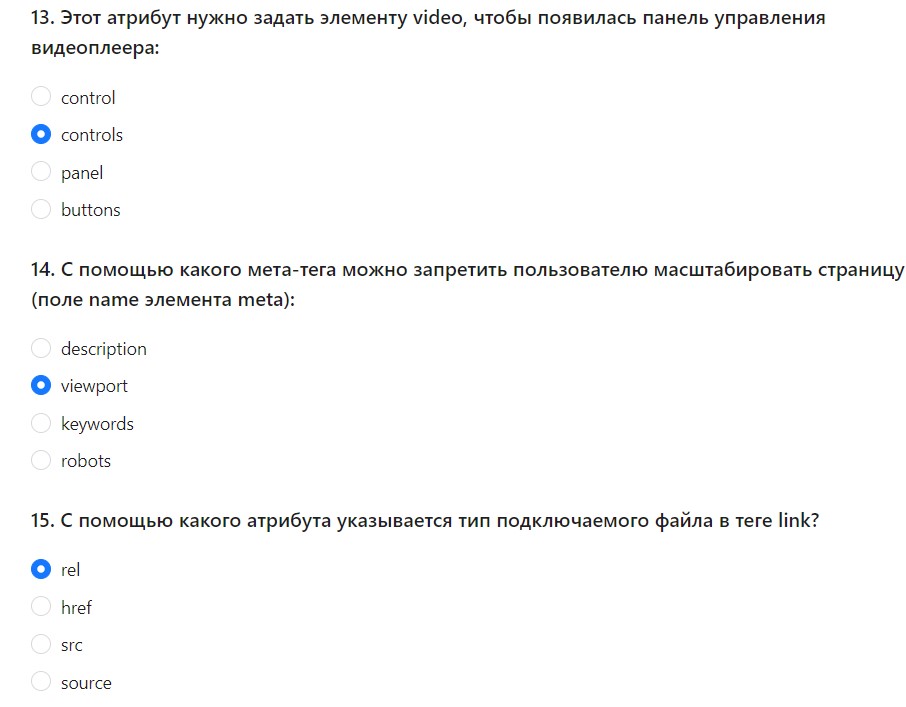 13. Этот атрибут нужно задать элементу video, чтобы появилась панель управления
видеоплеера:
control
controls
panel
buttons
14. С помощью какого мета-тега можно запретить пользователю масштабировать страницу
(поле name элемента meta):
description
viewport
keywords
robots
15. С помощью какого атрибута указывается тип подключаемого файла в теге link?
rel
href
src
source